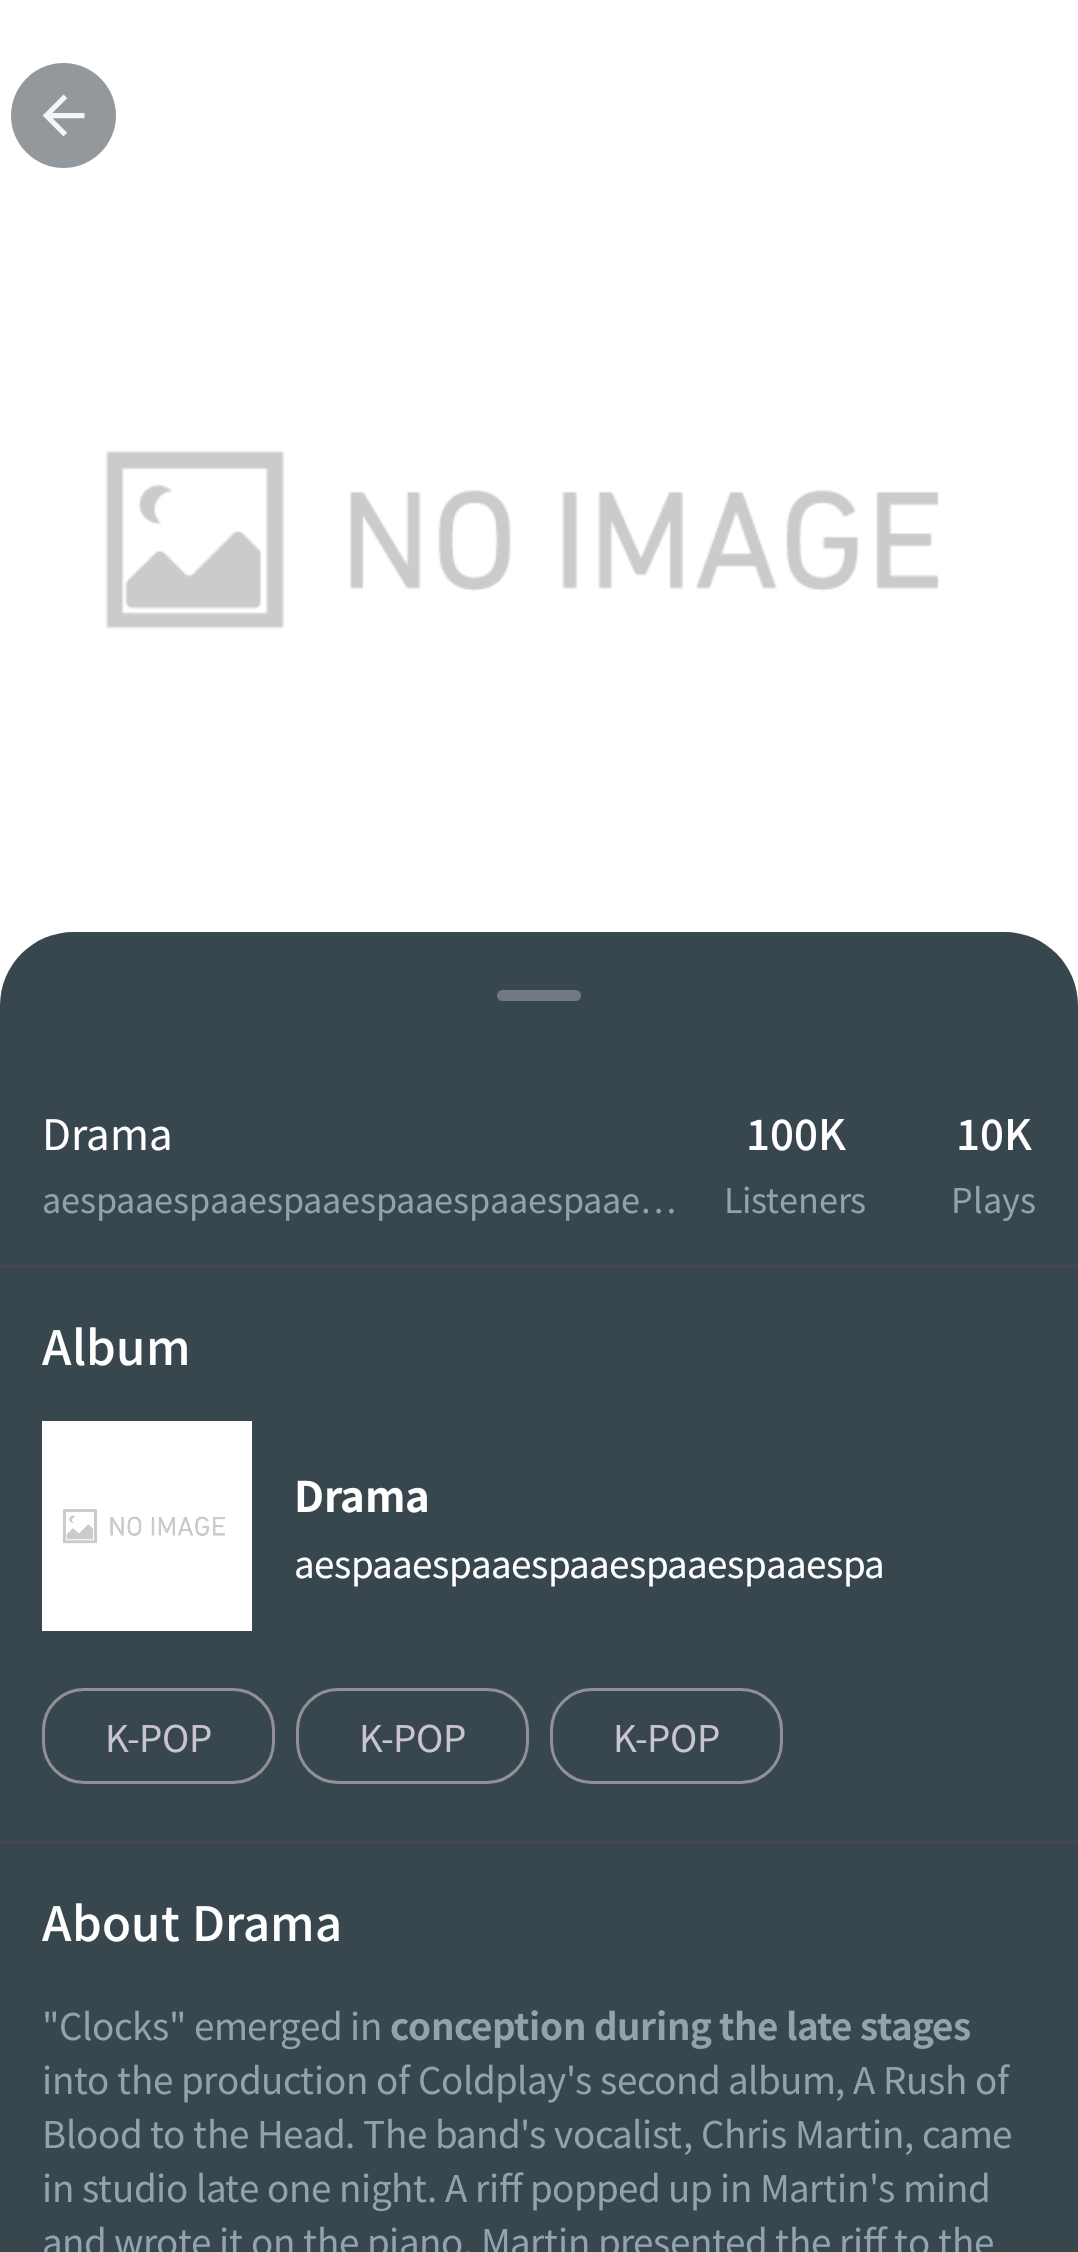 NO IMAGE
Drama
100K
10K
aespaaespaaespaaespaaespaaespaae…
Listeners
Plays
Album
NO IMAGE
Drama
aespaaespaaespaaespaaespaaespa
K-POP
K-POP
K-POP
About Drama
"Clocks" emerged in conception during the late stages
into the production of Coldplay's second album, A Rush of
Blood to the Head. The band's vocalist, Chris Martin, came
in studio late one night. A riff popped up in Martin's mind
and wrote it on the piano. Martin presented the riff to the